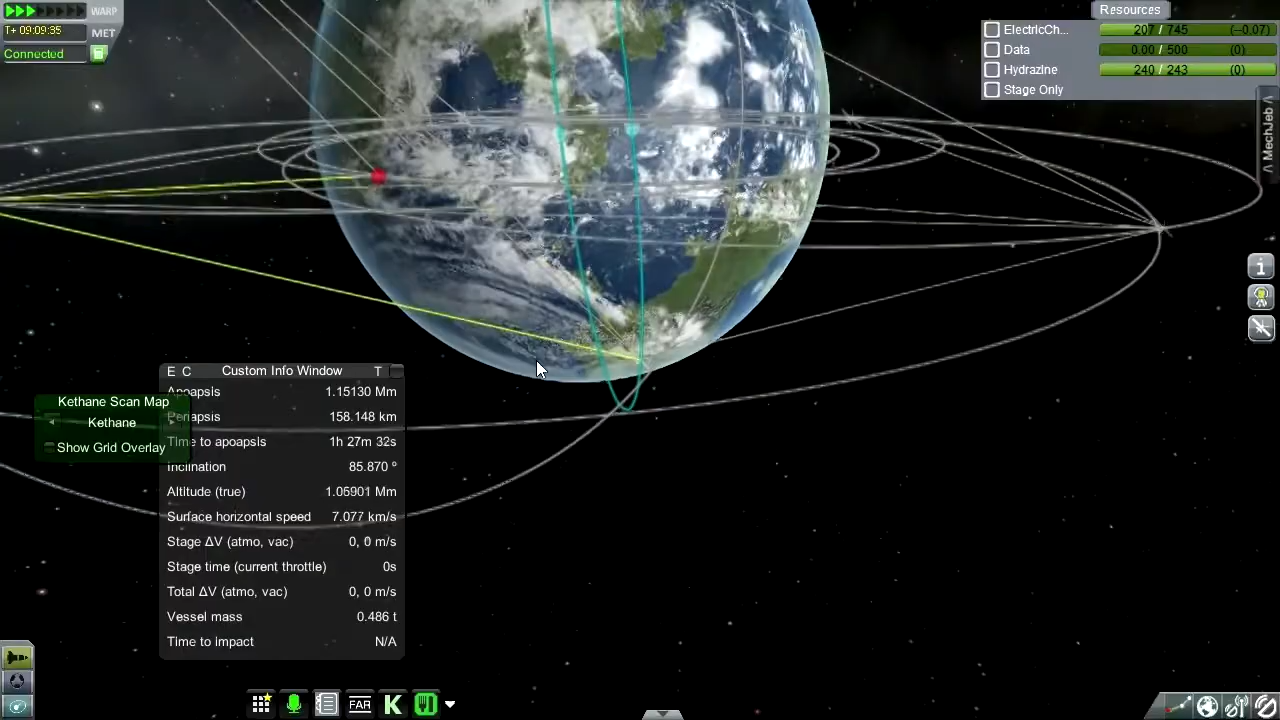 WARP
T+ 09:09:35
MET
Connected
Resources
ElectricCh... 207 / 745 (−0.07)
Data 0.00 / 500 (0)
Hydrazine 240 / 243 (0)
Stage Only
Λ MechJeb Λ
E C Custom Info Window T
Apoapsis 1.15130 Mm
Periapsis 158.148 km
Time to apoapsis 1h 27m 32s
Inclination 85.870 º
Altitude (true) 1.05901 Mm
Surface horizontal speed 7.077 km/s
Stage ΔV (atmo, vac) 0, 0 m/s
Stage time (current throttle) 0s
Total ΔV (atmo, vac) 0, 0 m/s
Vessel mass 0.486 t
Time to impact N/A
Kethane Scan Map
Kethane
Show Grid Overlay
FAR
K